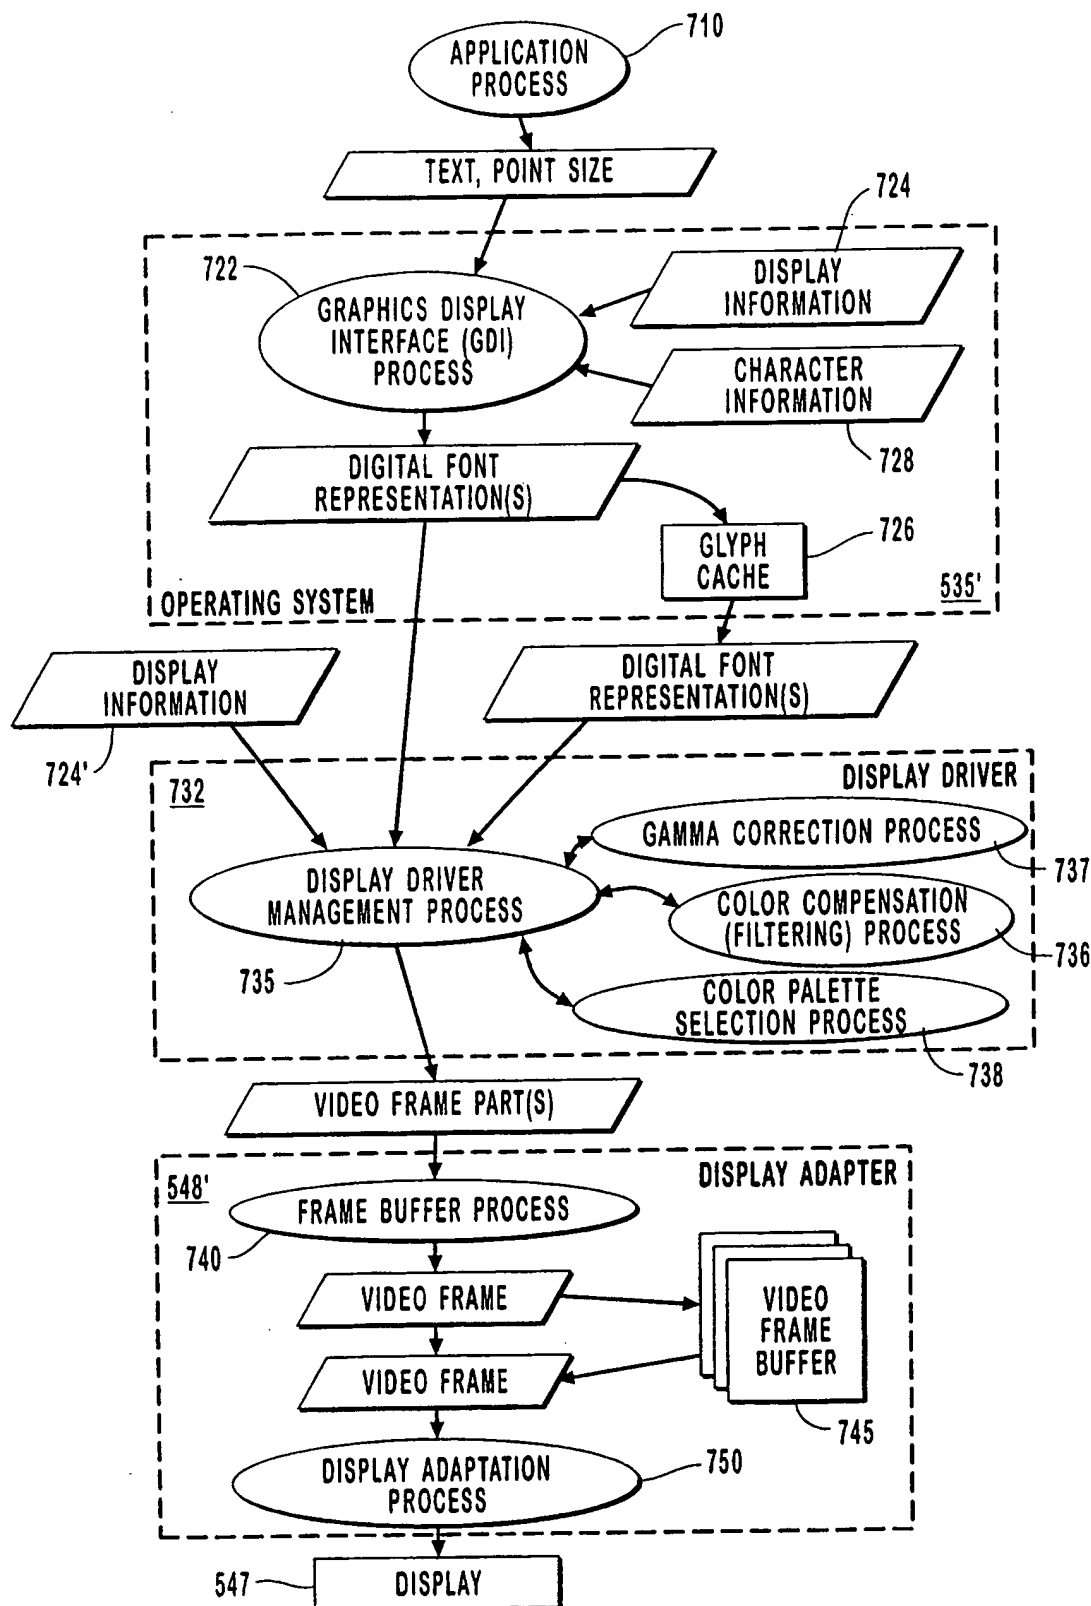 710
APPLICATION
PROCESS
TEXT, POINT SIZE
724
722
GRAPHICS DISPLAY
INTERFACE (GDI)
PROCESS
DISPLAY
INFORMATION
CHARACTER
INFORMATION
728
DIGITAL FONT
REPRESENTATION(S)
726
GLYPH
CACHE
OPERATING SYSTEM
535'
DISPLAY
INFORMATION
724'
DIGITAL FONT
REPRESENTATION(S)
732
DISPLAY DRIVER
GAMMA CORRECTION PROCESS
737
DISPLAY DRIVER
MANAGEMENT PROCESS
735
COLOR COMPENSATION
(FILTERING) PROCESS
736
COLOR PALETTE
SELECTION PROCESS
738
VIDEO FRAME PART(S)
548'
DISPLAY ADAPTER
FRAME BUFFER PROCESS
740
VIDEO FRAME
VIDEO FRAME
VIDEO
FRAME
BUFFER
745
DISPLAY ADAPTATION
PROCESS
750
547
DISPLAY